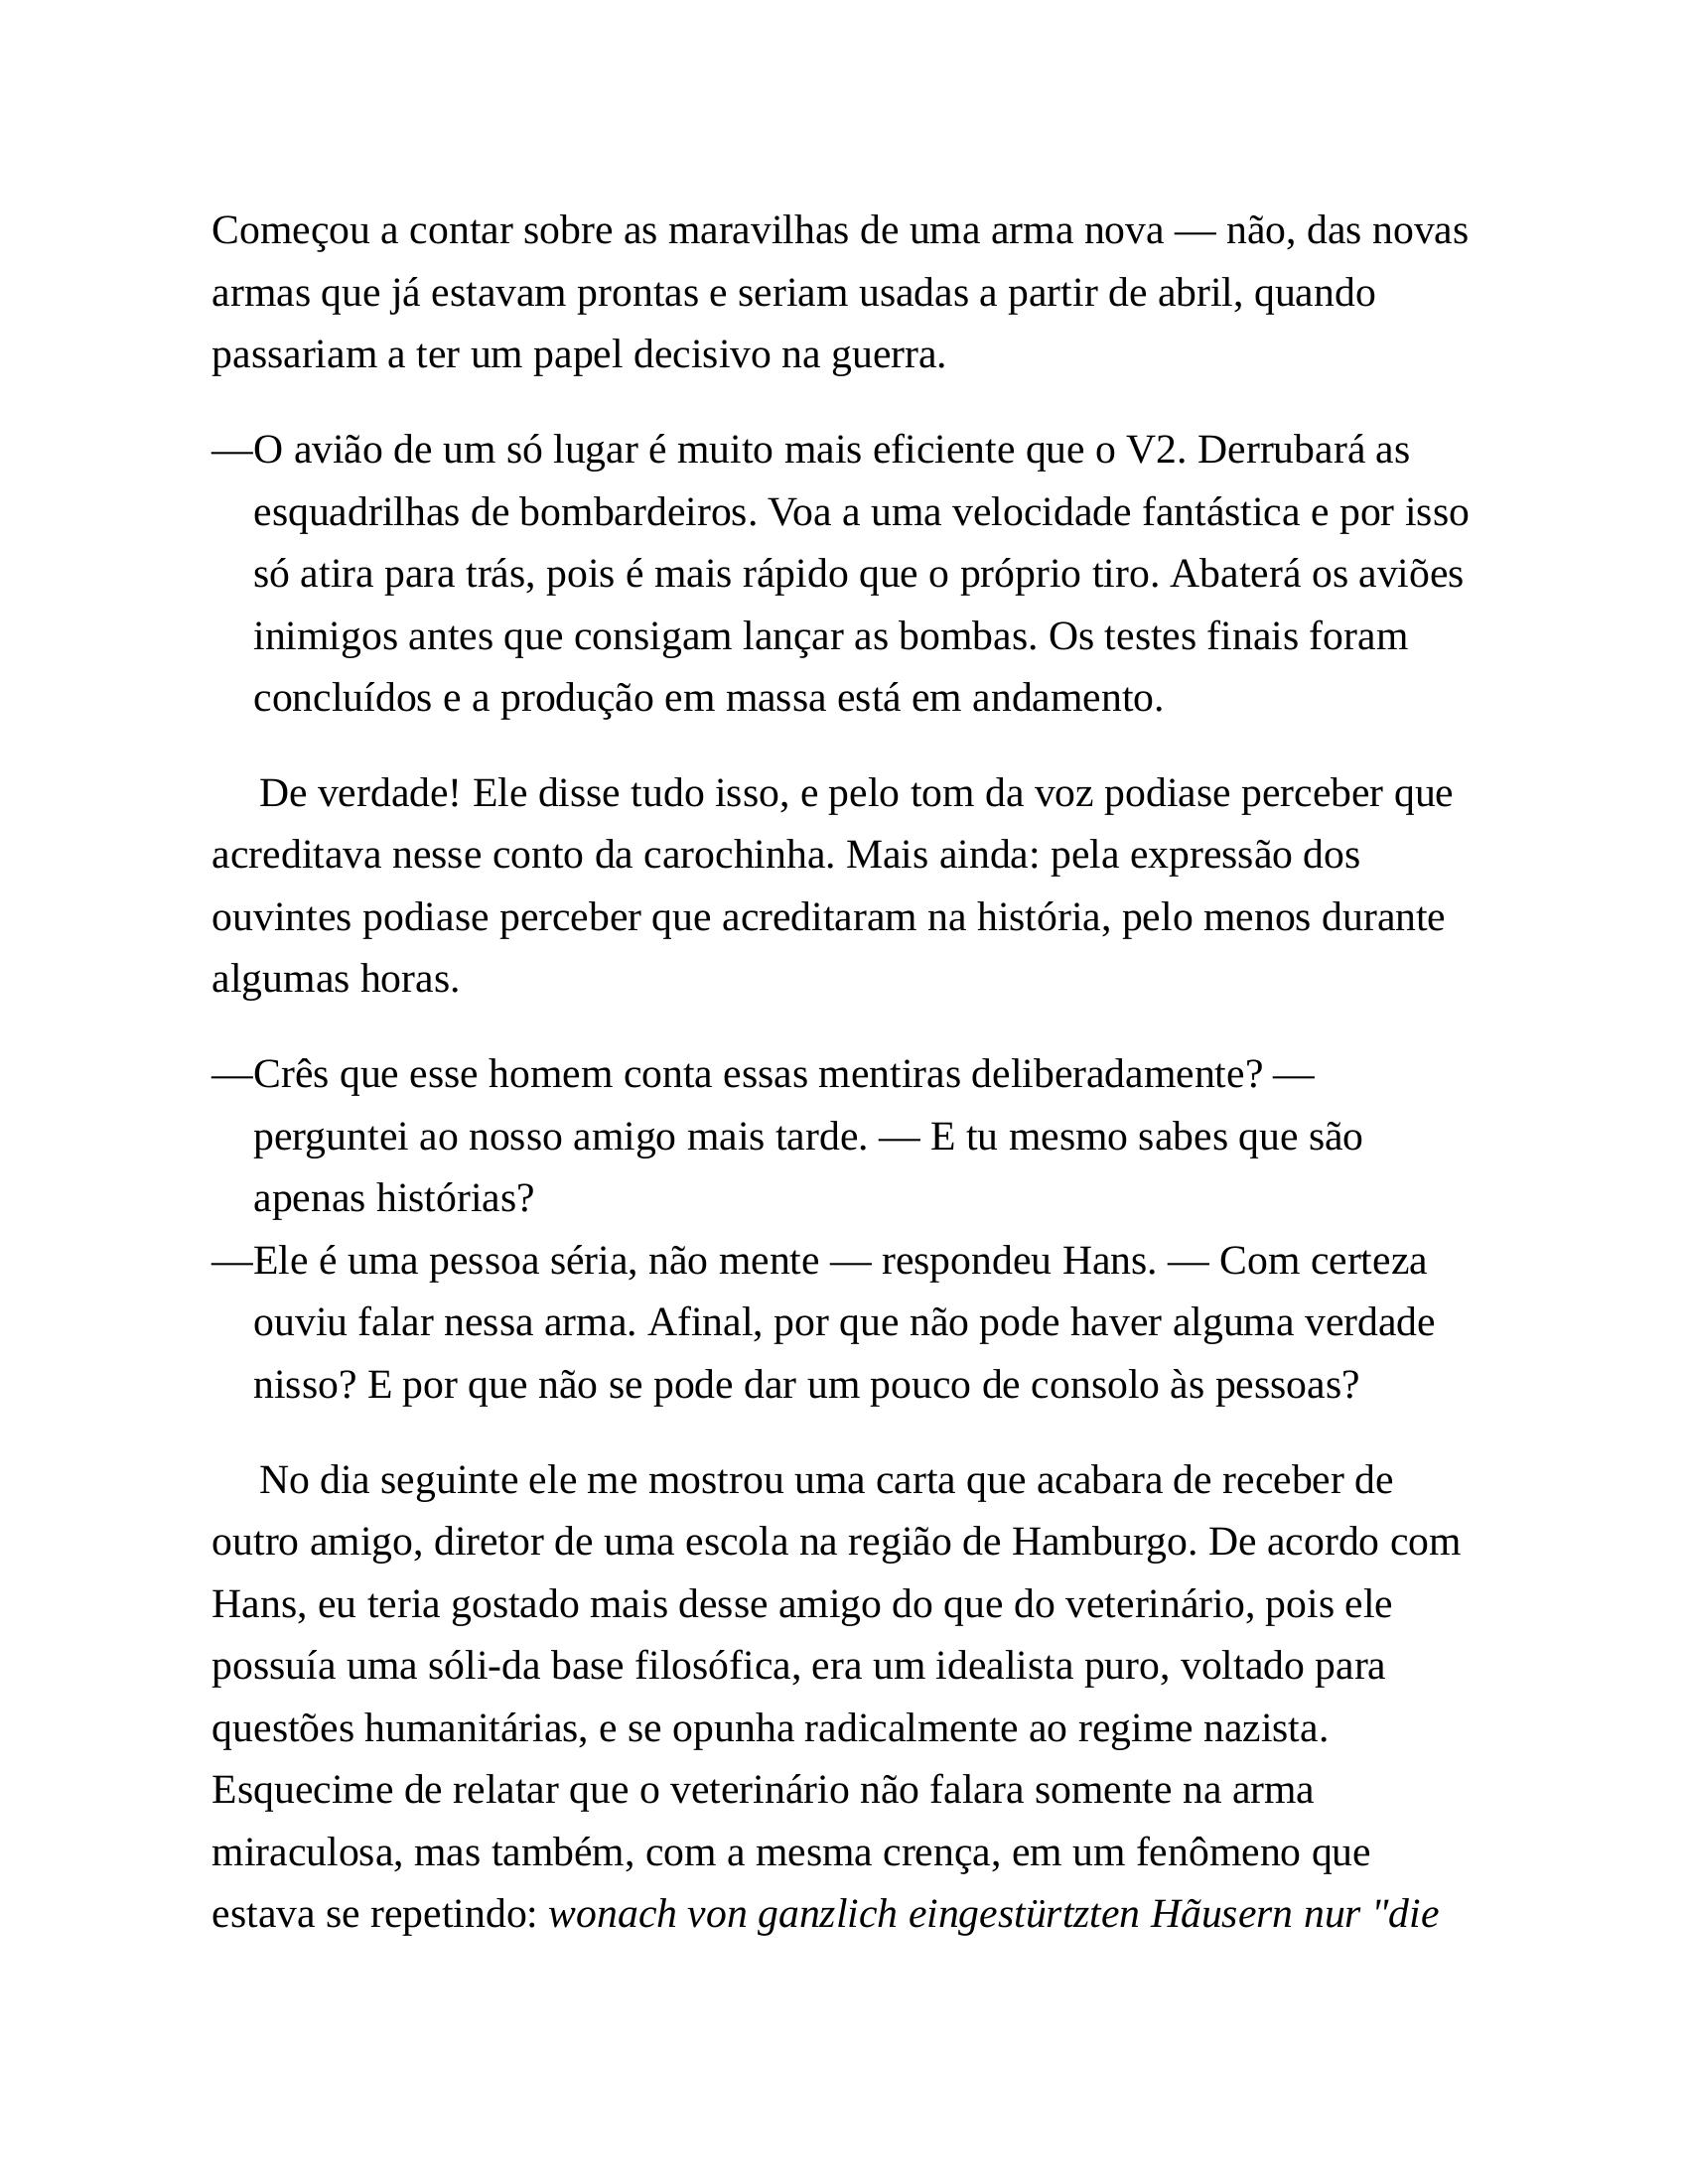 Começou a contar sobre as maravilhas de uma arma nova — não, das novas
armas que já estavam prontas e seriam usadas a partir de abril, quando
passariam a ter um papel decisivo na guerra.
—O avião de um só lugar é muito mais eficiente que o V2. Derrubará as
esquadrilhas de bombardeiros. Voa a uma velocidade fantástica e por isso
só atira para trás, pois é mais rápido que o próprio tiro. Abaterá os aviões
inimigos antes que consigam lançar as bombas. Os testes finais foram
concluídos e a produção em massa está em andamento.
De verdade! Ele disse tudo isso, e pelo tom da voz podiase perceber que
acreditava nesse conto da carochinha. Mais ainda: pela expressão dos
ouvintes podiase perceber que acreditaram na história, pelo menos durante
algumas horas.
—Crês que esse homem conta essas mentiras deliberadamente? —
perguntei ao nosso amigo mais tarde. — E tu mesmo sabes que são
apenas histórias?
—Ele é uma pessoa séria, não mente — respondeu Hans. — Com certeza
ouviu falar nessa arma. Afinal, por que não pode haver alguma verdade
nisso? E por que não se pode dar um pouco de consolo às pessoas?
No dia seguinte ele me mostrou uma carta que acabara de receber de
outro amigo, diretor de uma escola na região de Hamburgo. De acordo com
Hans, eu teria gostado mais desse amigo do que do veterinário, pois ele
possuía uma sóli-da base filosófica, era um idealista puro, voltado para
questões humanitárias, e se opunha radicalmente ao regime nazista.
Esquecime de relatar que o veterinário não falara somente na arma
miraculosa, mas também, com a mesma crença, em um fenômeno que
estava se repetindo: wonach von ganzlich eingestürtzten Hãusern nur "die